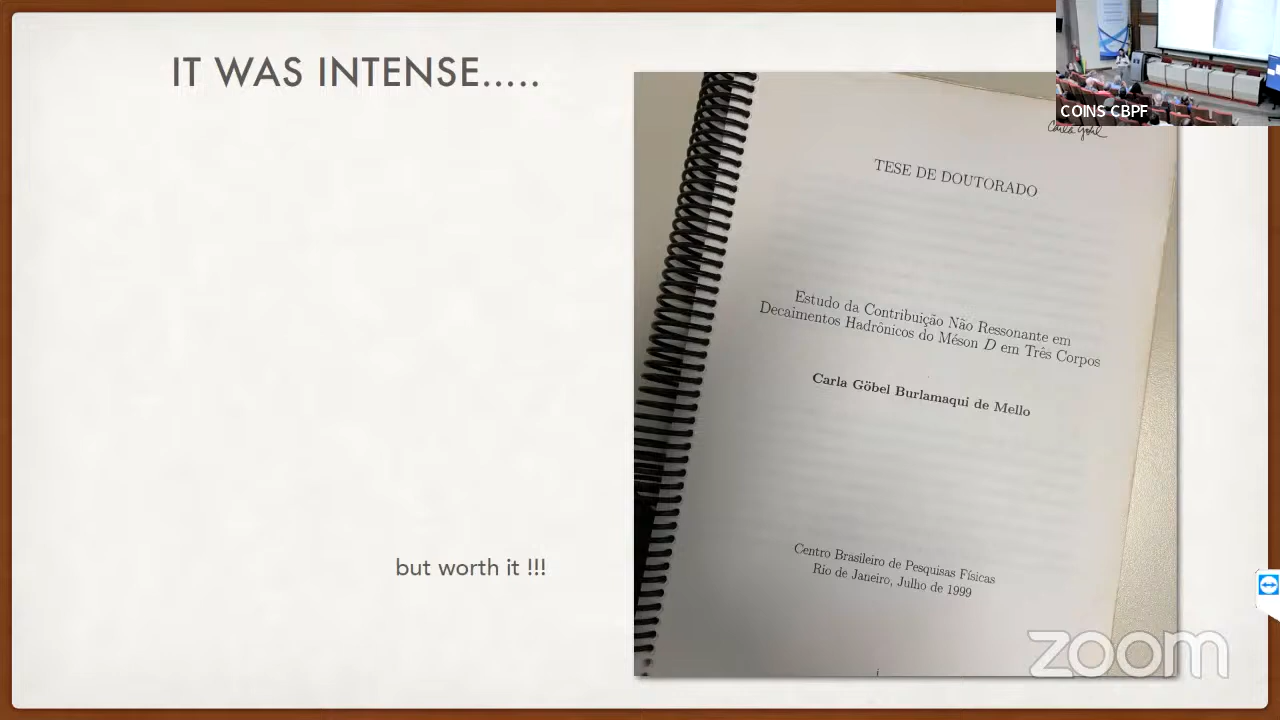 IT WAS INTENSE.....
COINS CBPF
Carla Göbel
TESE DE DOUTORADO
Estudo da Contribuição Não Ressonante em
Decaimentos Hadrônicos do Méson D em Três Corpos
Carla Göbel Burlamaqui de Mello
but worth it !!!
Centro Brasileiro de Pesquisas Físicas
Rio de Janeiro, Julho de 1999
i
zoom